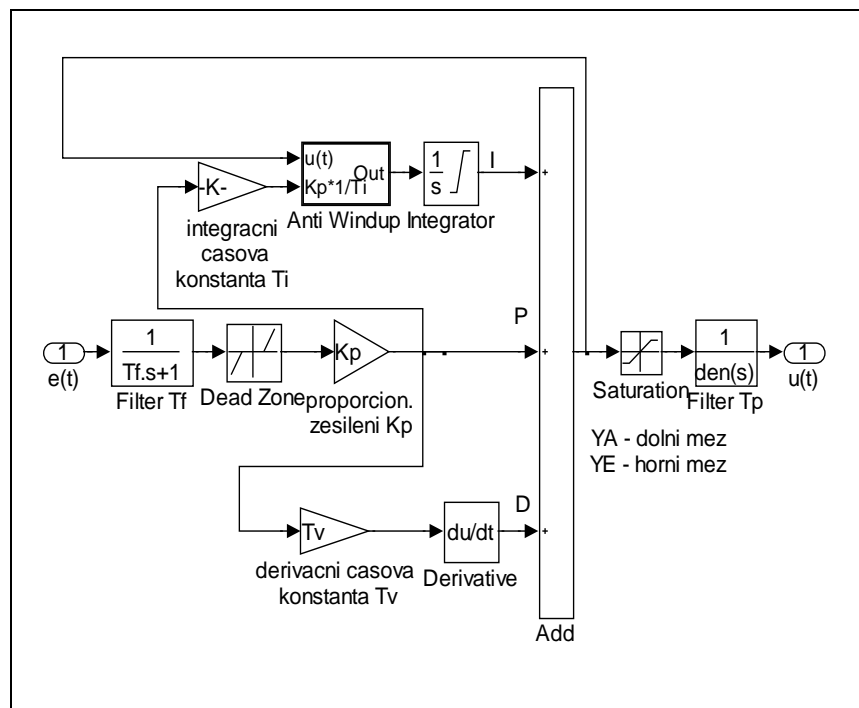 u(t)
Kp*1/Ti
Out
Anti Windup
1
s
Integrator
I
-K-
integracni
casova
konstanta Ti
1
e(t)
1
Tf.s+1
Filter Tf
Dead Zone
Kp
proporcion.
zesileni Kp
P
+
+
+
Add
Saturation
YA - dolni mez
YE - horni mez
1
den(s)
Filter Tp
1
u(t)
Tv
derivacni casova
konstanta Tv
du/dt
Derivative
D